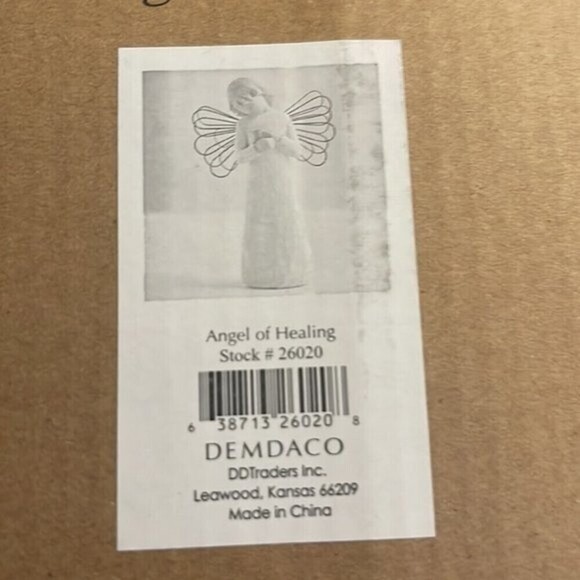 Angel of Healing
Stock # 26020
6 38713 26020 8
DEMDACO
DDTraders Inc.
Leawood, Kansas 66209
Made in China